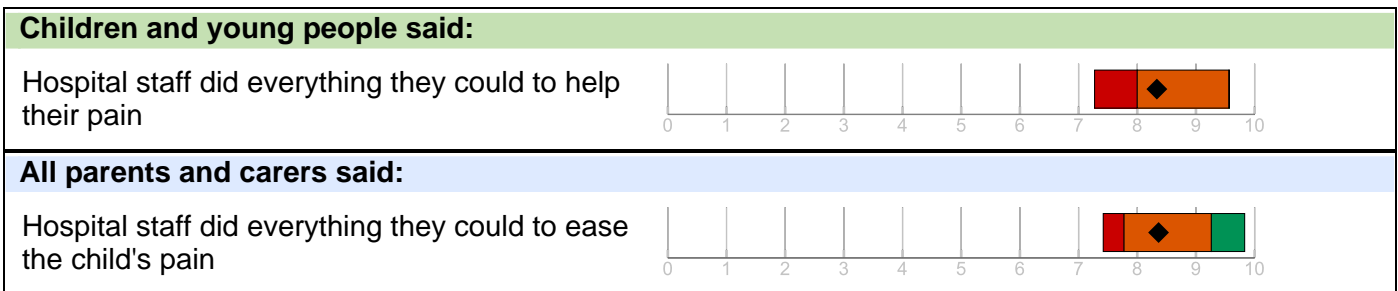 Children and young people said:
Hospital staff did everything they could to help
their pain
0 1 2 3 4 5 6 7 8 9 10
All parents and carers said:
Hospital staff did everything they could to ease
the child's pain
0 1 2 3 4 5 6 7 8 9 10